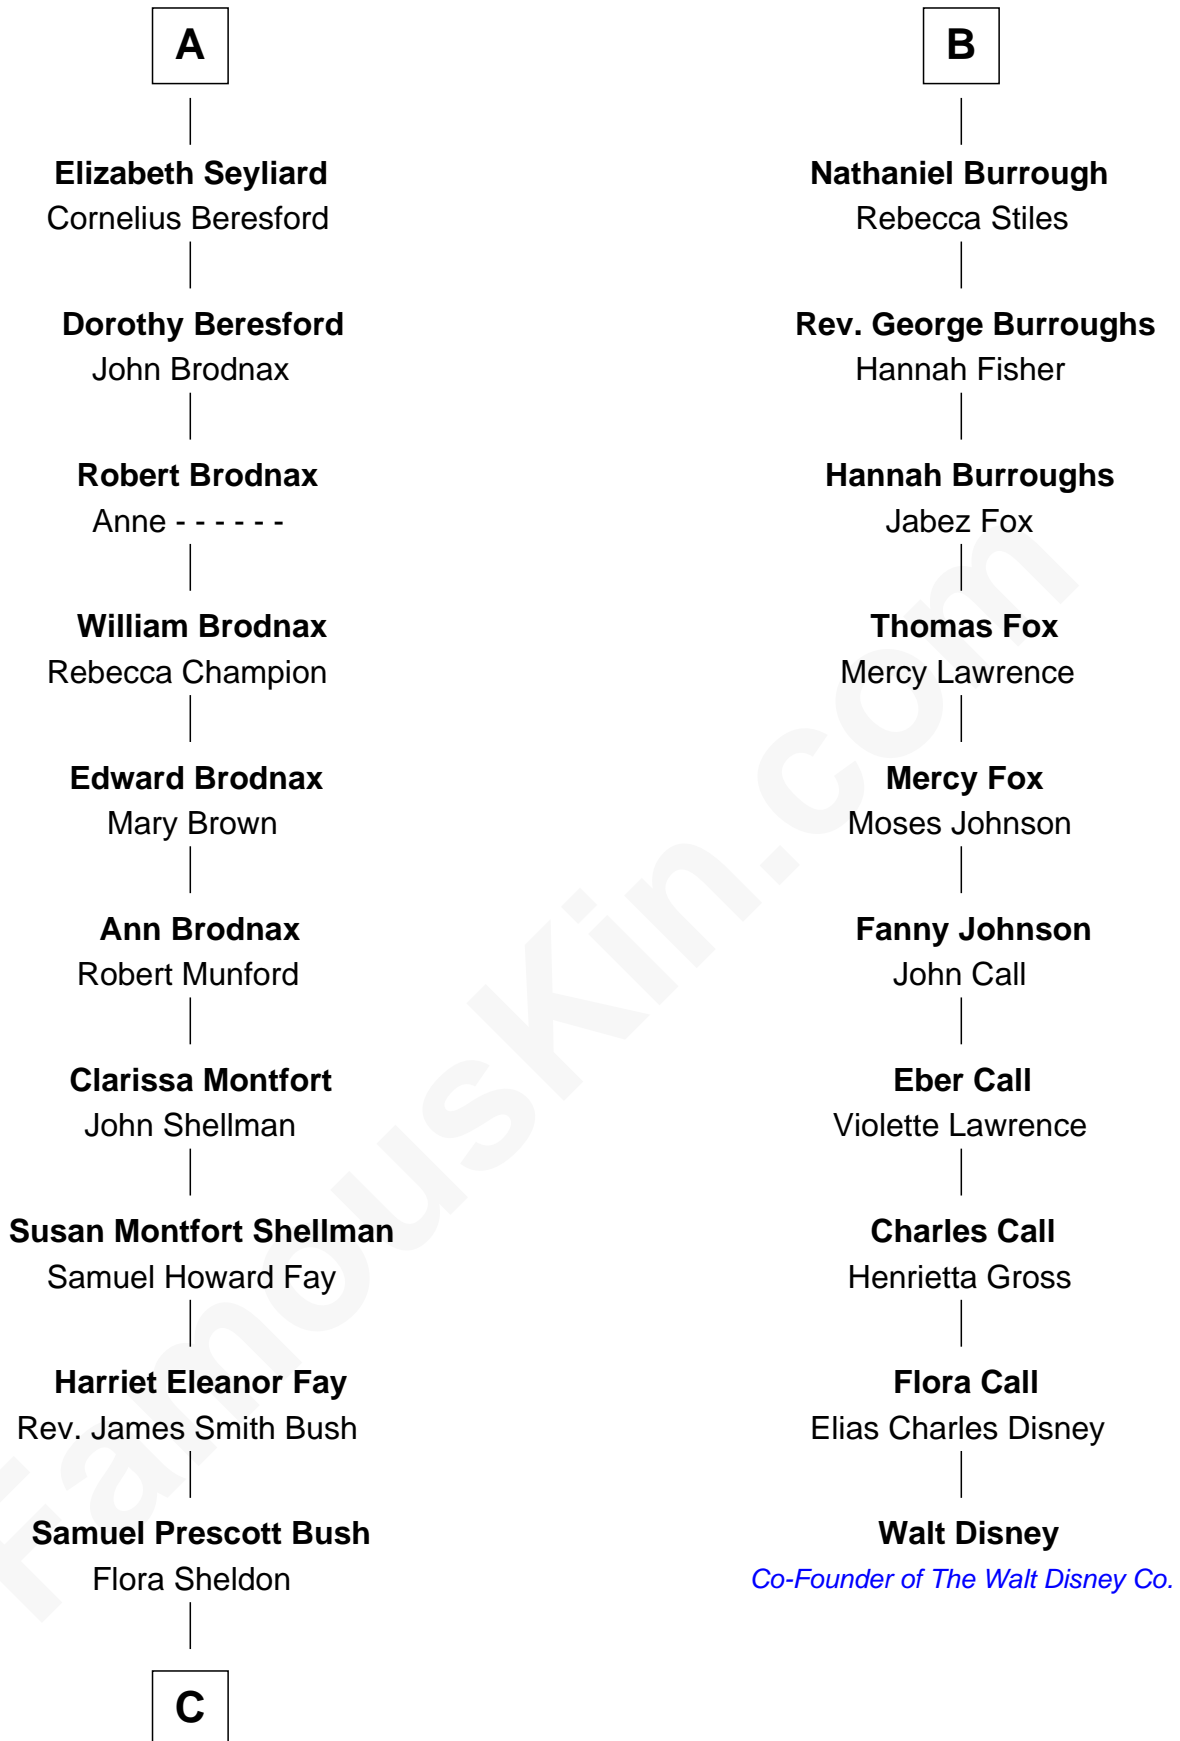 A
Elizabeth Seyliard
Cornelius Beresford
Dorothy Beresford
John Brodnax
Robert Brodnax
Anne - - - - - -
William Brodnax
Rebecca Champion
Edward Brodnax
Mary Brown
Ann Brodnax
Robert Munford
Clarissa Montfort
John Shellman
Susan Montfort Shellman
Samuel Howard Fay
Harriet Eleanor Fay
Rev. James Smith Bush
Samuel Prescott Bush
Flora Sheldon
C
B
Nathaniel Burrough
Rebecca Stiles
Rev. George Burroughs
Hannah Fisher
Hannah Burroughs
Jabez Fox
Thomas Fox
Mercy Lawrence
Mercy Fox
Moses Johnson
Fanny Johnson
John Call
Eber Call
Violette Lawrence
Charles Call
Henrietta Gross
Flora Call
Elias Charles Disney
Walt Disney
Co-Founder of The Walt Disney Co.
FamousKin.com